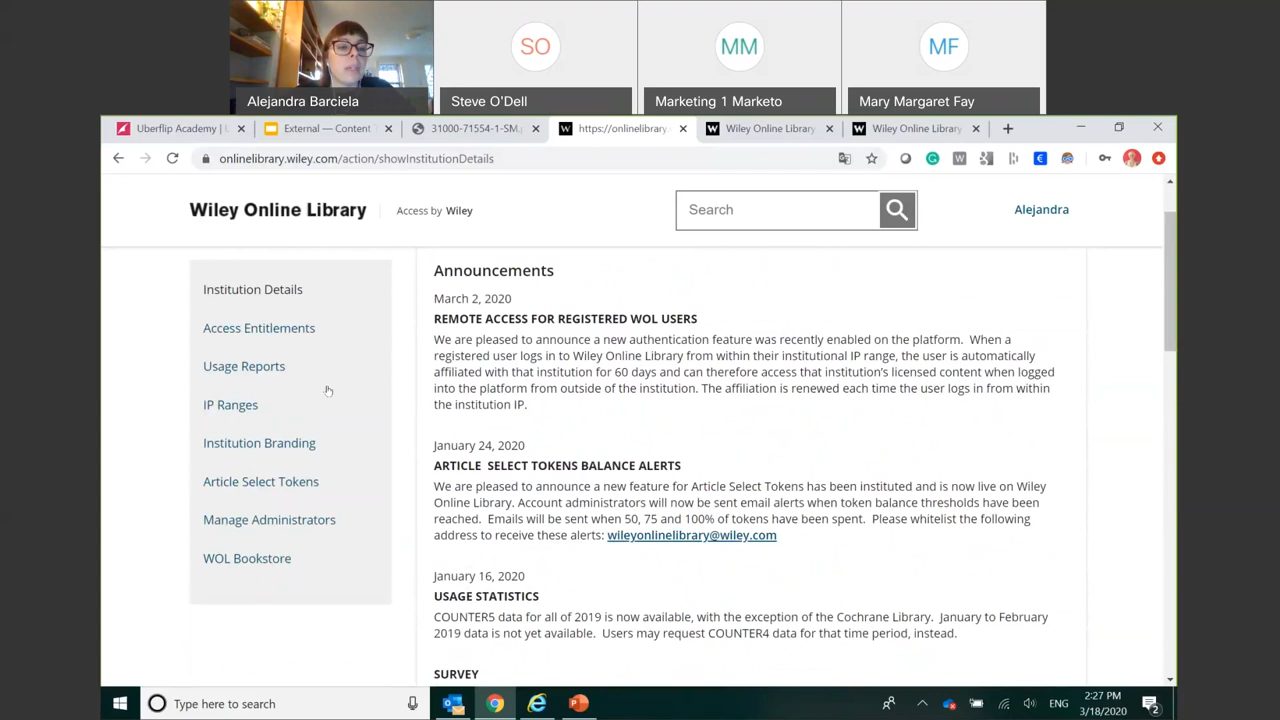 SO
MM
MF
Alejandra Barciela
Steve O'Dell
Marketing 1 Marketo
Mary Margaret Fay
Uberflip Academy |
External — Content
31000-71554-1-SM.p
https://onlinelibrary.
Wiley Online Library
Wiley Online Library
onlinelibrary.wiley.com/action/showInstitutionDetails
Wiley Online Library
Access by Wiley
Search
Alejandra
Institution Details
Access Entitlements
Usage Reports
IP Ranges
Institution Branding
Article Select Tokens
Manage Administrators
WOL Bookstore
Announcements
March 2, 2020
REMOTE ACCESS FOR REGISTERED WOL USERS
We are pleased to announce a new authentication feature was recently enabled on the platform. When a
registered user logs in to Wiley Online Library from within their institutional IP range, the user is automatically
affiliated with that institution for 60 days and can therefore access that institution's licensed content when logged
into the platform from outside of the institution. The affiliation is renewed each time the user logs in from within
the institution IP.
January 24, 2020
ARTICLE SELECT TOKENS BALANCE ALERTS
We are pleased to announce a new feature for Article Select Tokens has been instituted and is now live on Wiley
Online Library. Account administrators will now be sent email alerts when token balance thresholds have been
reached. Emails will be sent when 50, 75 and 100% of tokens have been spent. Please whitelist the following
address to receive these alerts: wileyonlinelibrary@wiley.com
January 16, 2020
USAGE STATISTICS
COUNTER5 data for all of 2019 is now available, with the exception of the Cochrane Library. January to February
2019 data is not yet available. Users may request COUNTER4 data for that time period, instead.
SURVEY
Type here to search
ENG
2:27 PM
3/18/2020
2